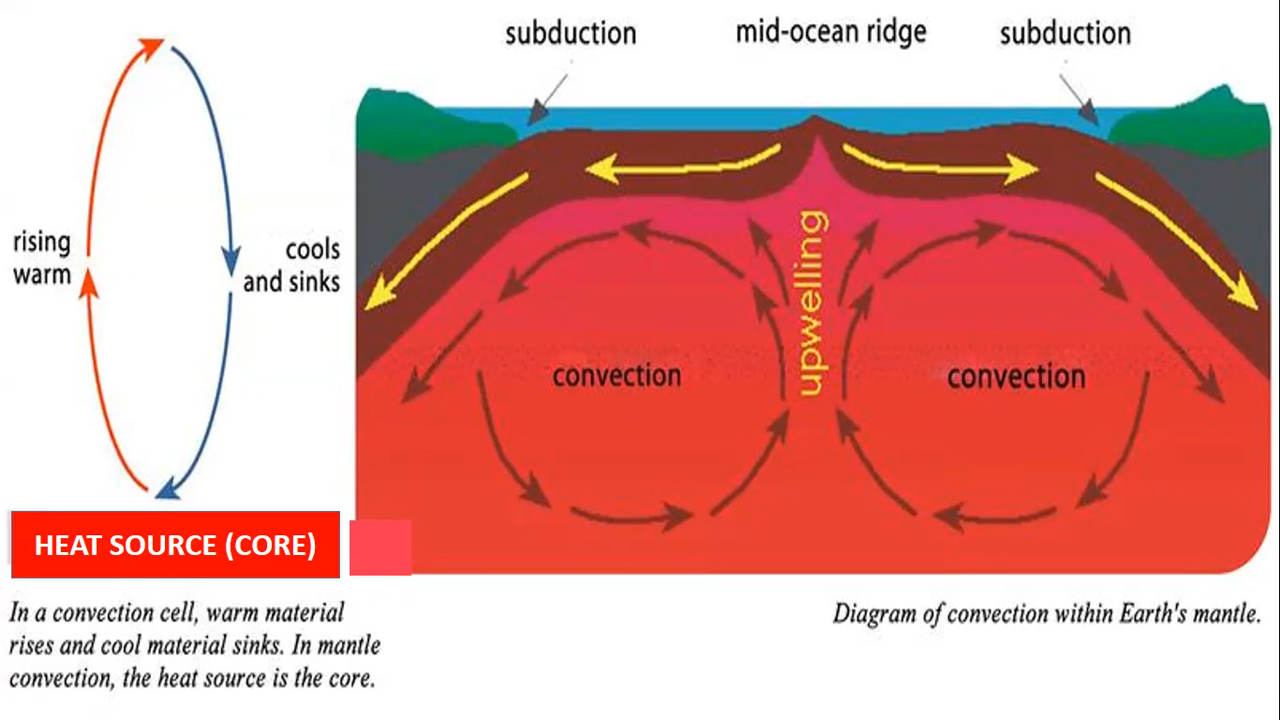 subduction
mid-ocean ridge
subduction
rising
warm
cools
and sinks
upwelling
convection
convection
HEAT SOURCE (CORE)
In a convection cell, warm material
rises and cool material sinks. In mantle
convection, the heat source is the core.
Diagram of convection within Earth's mantle.